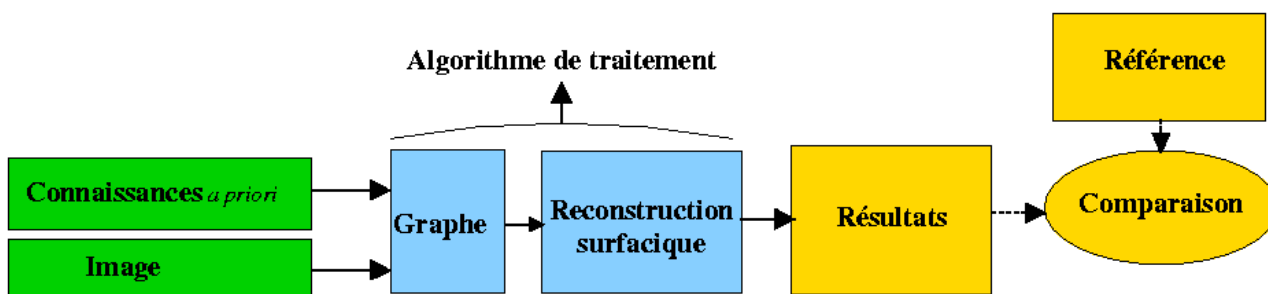 Algorithme de traitement
Référence
Connaissances a priori
Graphe
Reconstruction
surfacique
Résultats
Comparaison
Image